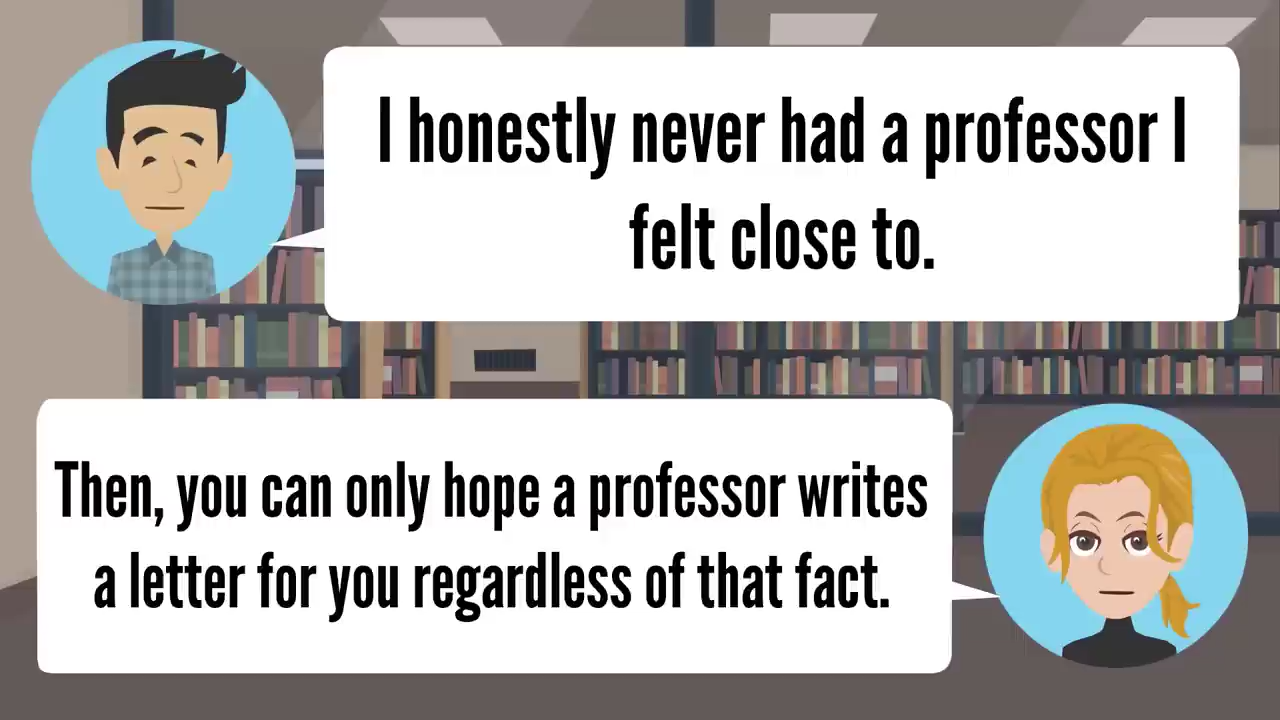 I honestly never had a professor I
felt close to.
Then, you can only hope a professor writes
a letter for you regardless of that fact.